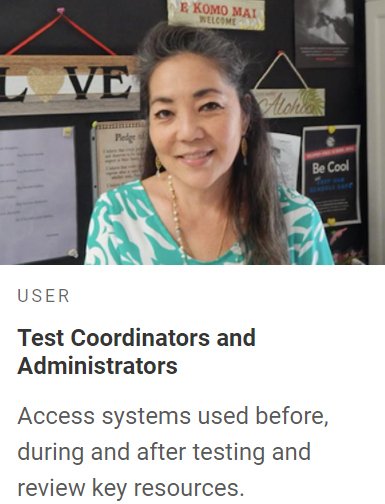 E KOMO MAI
WELCOME
LOVE
Aloha
Pledge
Be Cool
USER
Test Coordinators and
Administrators
Access systems used before,
during and after testing and
review key resources.